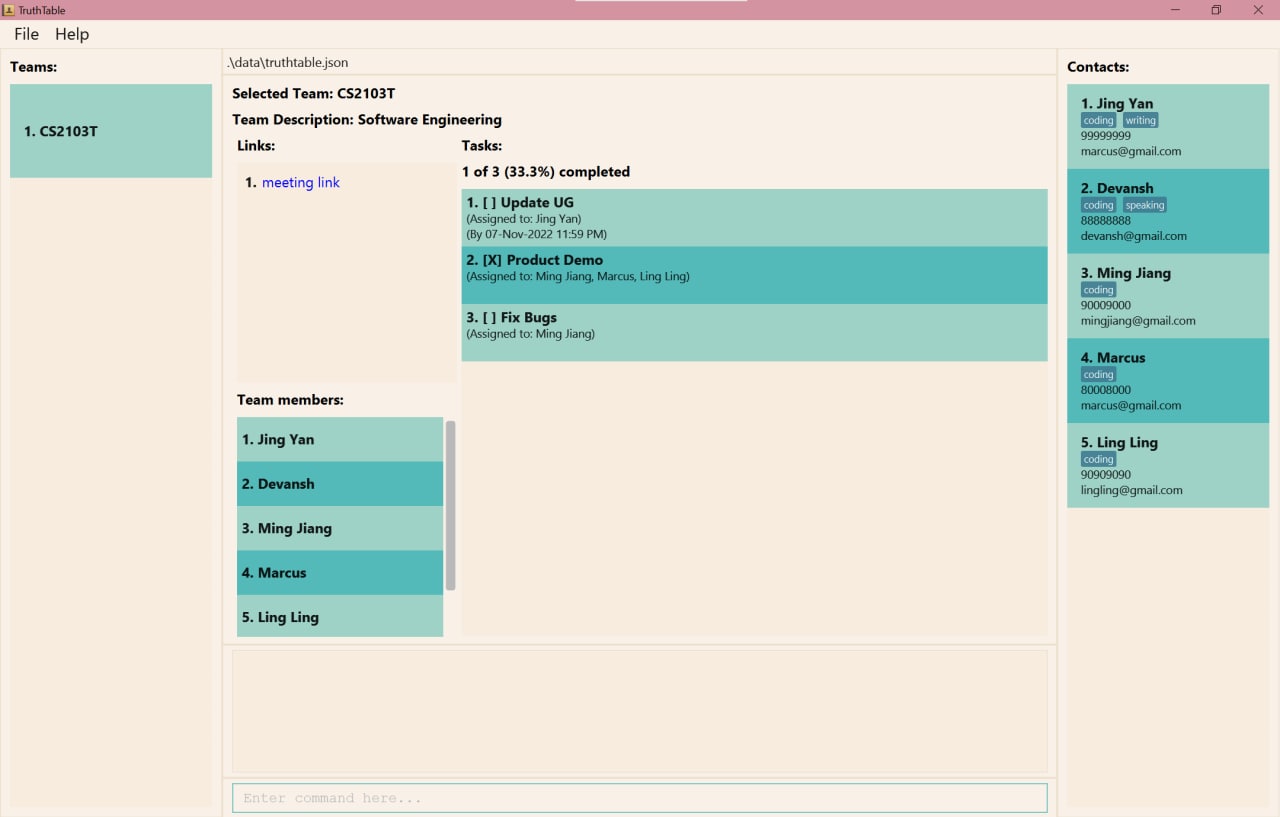 TruthTable
File Help
Teams:
1. CS2103T
.\data\truthtable.json
Selected Team: CS2103T
Team Description: Software Engineering
Links:
1. meeting link
Tasks:
1 of 3 (33.3%) completed
1. [ ] Update UG
(Assigned to: Jing Yan)
(By 07-Nov-2022 11:59 PM)
2. [X] Product Demo
(Assigned to: Ming Jiang, Marcus, Ling Ling)
3. [ ] Fix Bugs
(Assigned to: Ming Jiang)
Team members:
1. Jing Yan
2. Devansh
3. Ming Jiang
4. Marcus
5. Ling Ling
Enter command here...
Contacts:
1. Jing Yan
coding writing
99999999
marcus@gmail.com
2. Devansh
coding speaking
88888888
devansh@gmail.com
3. Ming Jiang
coding
90009000
mingjiang@gmail.com
4. Marcus
coding
80008000
marcus@gmail.com
5. Ling Ling
coding
90909090
lingling@gmail.com